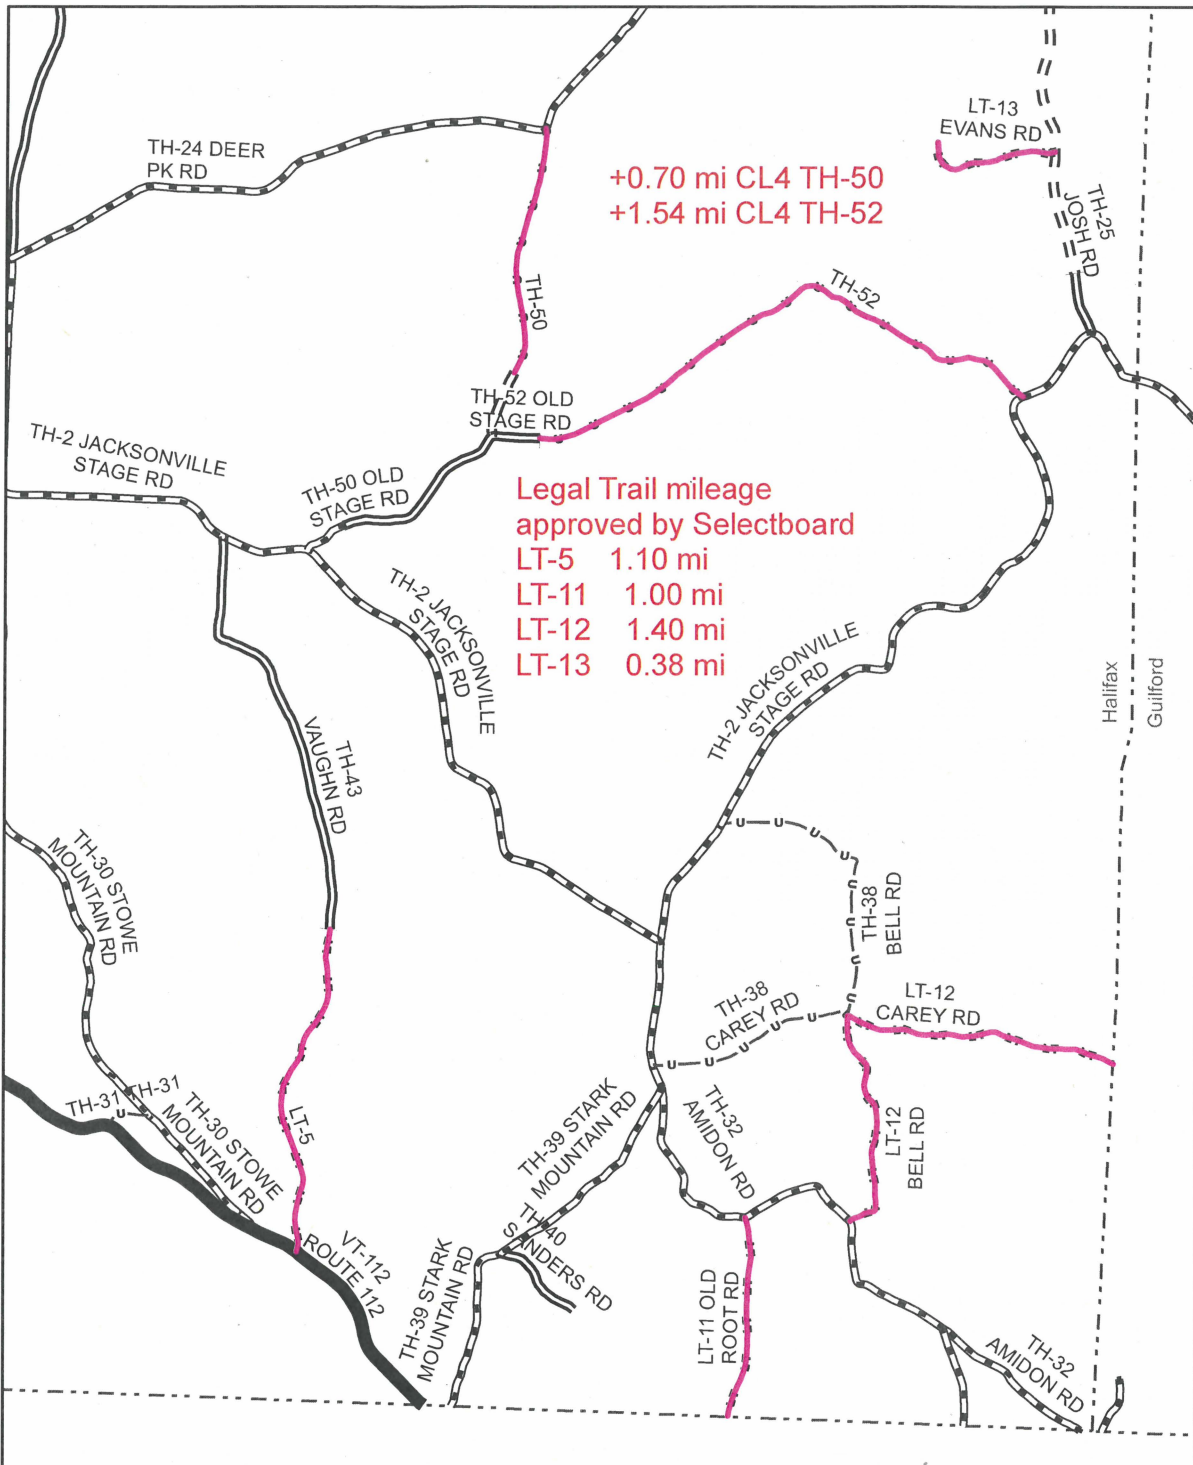 LT-13
EVANS RD
TH-24 DEER
PK RD
+0.70 mi CL4 TH-50
+1.54 mi CL4 TH-52
TH-25
JOSH RD
TH-50
TH-52
TH-52 OLD
STAGE RD
TH-2 JACKSONVILLE
STAGE RD
TH-50 OLD
STAGE RD
Legal Trail mileage
approved by Selectboard
LT-5 1.10 mi
LT-11 1.00 mi
LT-12 1.40 mi
LT-13 0.38 mi
TH-2 JACKSONVILLE
STAGE RD
TH-2 JACKSONVILLE
STAGE RD
Halifax
Guilford
TH-43
VAUGHN RD
TH-30 STOWE
MOUNTAIN RD
U
U
U
U
U
U
U
U
TH-38
BELL RD
TH-38
CAREY RD
U
U
U
U
LT-12
CAREY RD
TH-31
TH-31
U
TH-30 STOWE
MOUNTAIN RD
LT-5
TH-39 STARK
MOUNTAIN RD
TH-32
AMIDON RD
LT-12
BELL RD
TH-40
SANDERS RD
VT-112
ROUTE 112
TH-39 STARK
MOUNTAIN RD
LT-11 OLD
ROOT RD
TH-32
AMIDON RD